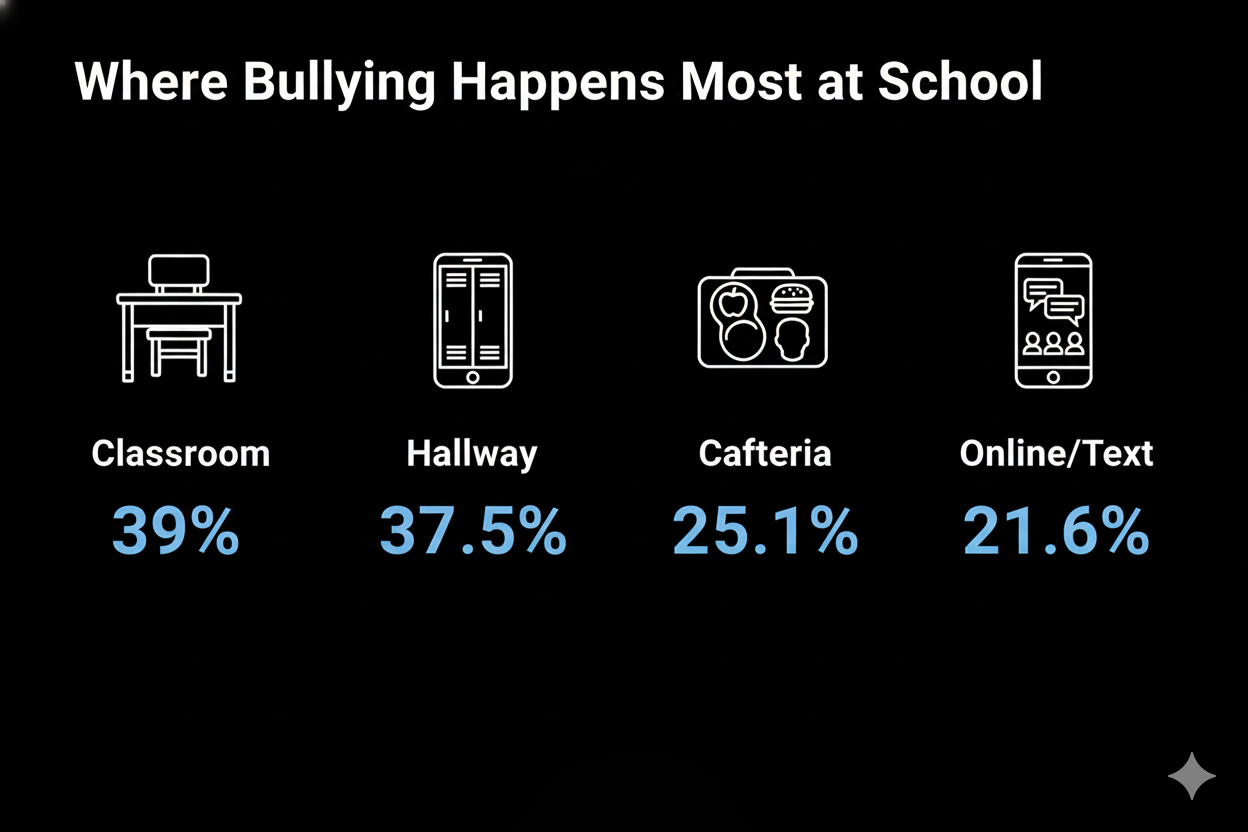 Where Bullying Happens Most at School
Classroom
Hallway
Cafteria
Online/Text
39%
37.5%
25.1%
21.6%